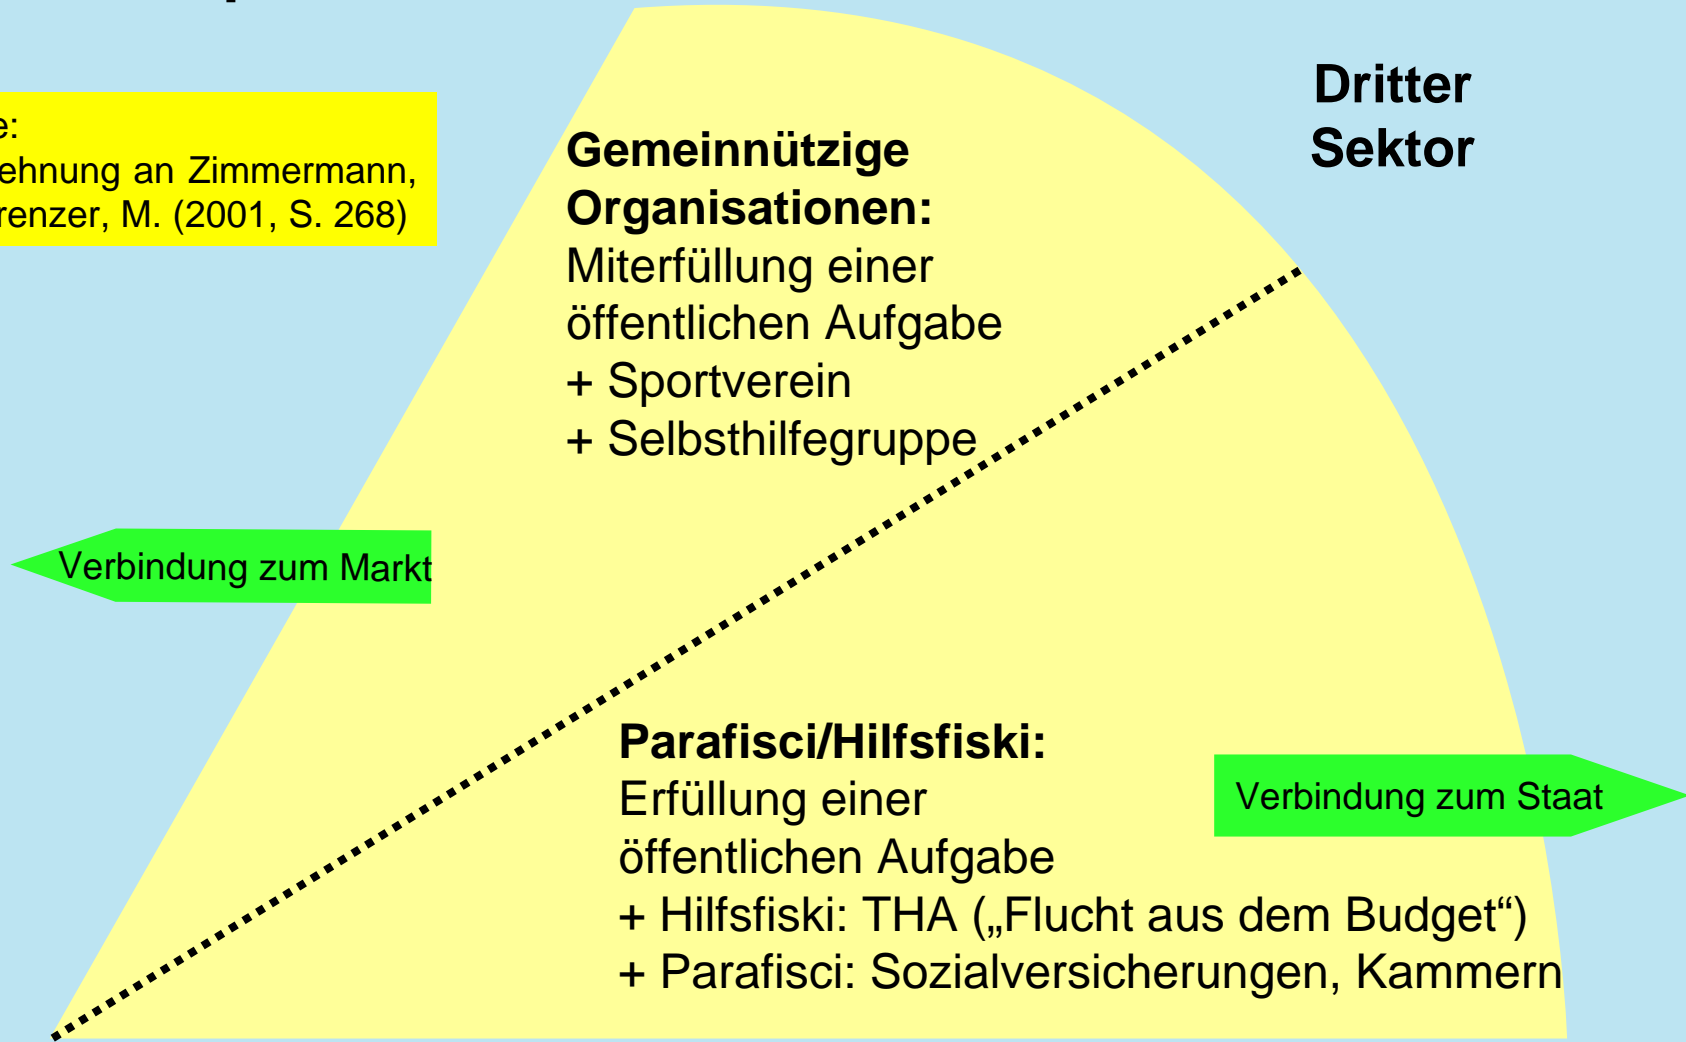 e:
ehnung an Zimmermann,
renzer, M. (2001, S. 268)
Dritter
Sektor
Gemeinnützige
Organisationen:
Miterfüllung einer
öffentlichen Aufgabe
+ Sportverein
+ Selbsthilfegruppe
Verbindung zum Markt
Parafisci/Hilfsfiski:
Erfüllung einer
öffentlichen Aufgabe
+ Hilfsfiski: THA („Flucht aus dem Budget“)
+ Parafisci: Sozialversicherungen, Kammern
Verbindung zum Staat